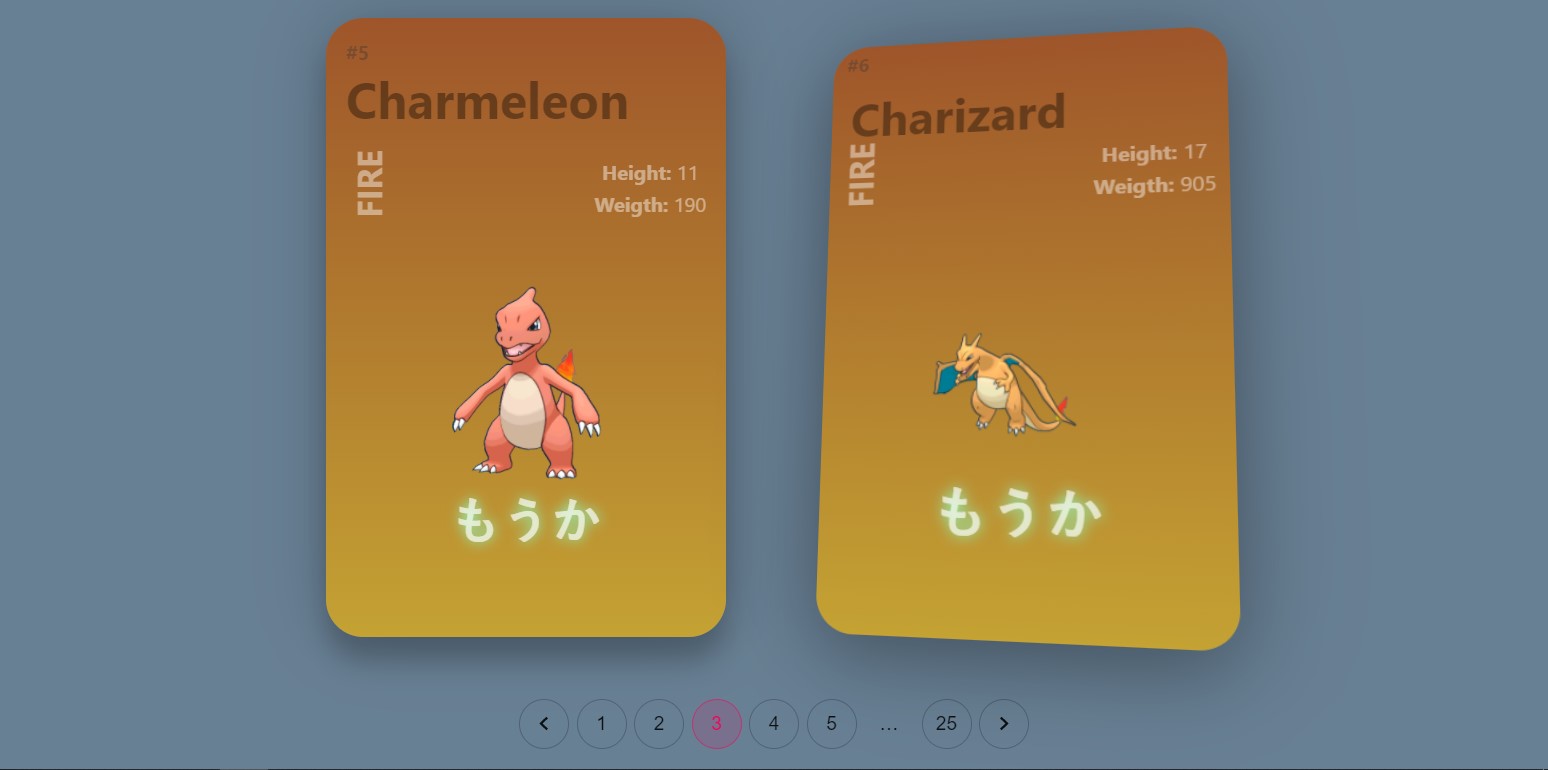 #5
Charmeleon
FIRE
Height: 11
Weigth: 190
もうか
#6
Charizard
FIRE
Height: 17
Weigth: 905
もうか
1 2 3 4 5 … 25